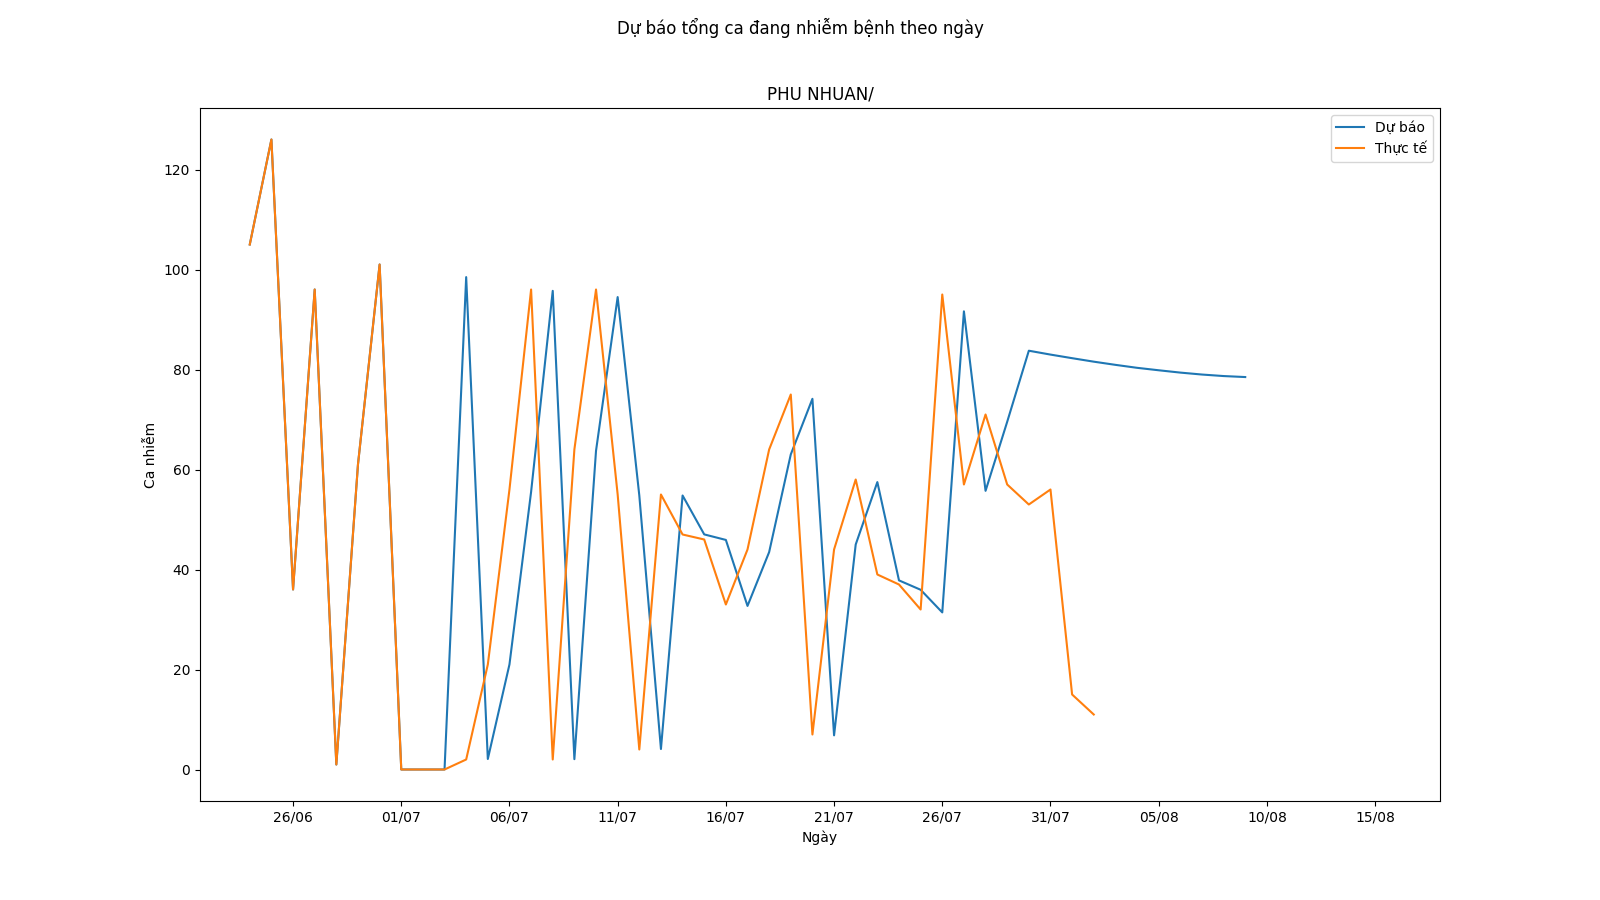 Dự báo tổng ca đang nhiễm bệnh theo ngày
PHU NHUAN/
Dự báo
Thực tế
120
100
80
60
40
20
0
Ca nhiễm
26/06 01/07 06/07 11/07 16/07 21/07 26/07 31/07 05/08 10/08 15/08
Ngày